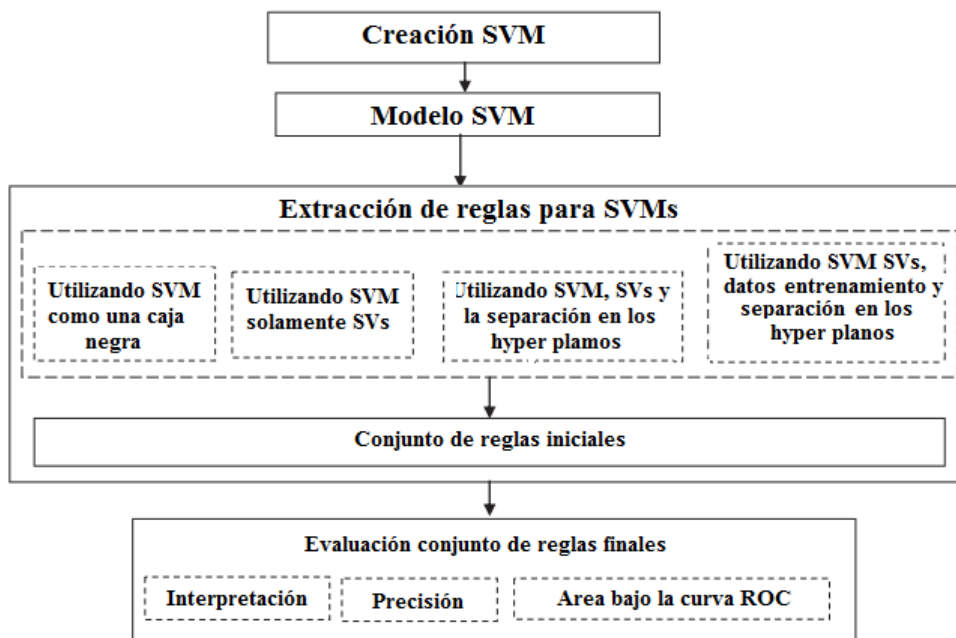 Creación SVM
Modelo SVM
Extracción de reglas para SVMs
Utilizando SVM
como una caja
negra
Utilizando SVM
solamente SVs
Utilizando SVM, SVs y
la separación en los
hyper plamos
Utilizando SVM SVs,
datos entrenamiento y
separación en los
hyper planos
Conjunto de reglas iniciales
Evaluación conjunto de reglas finales
Interpretación
Precisión
Area bajo la curva ROC